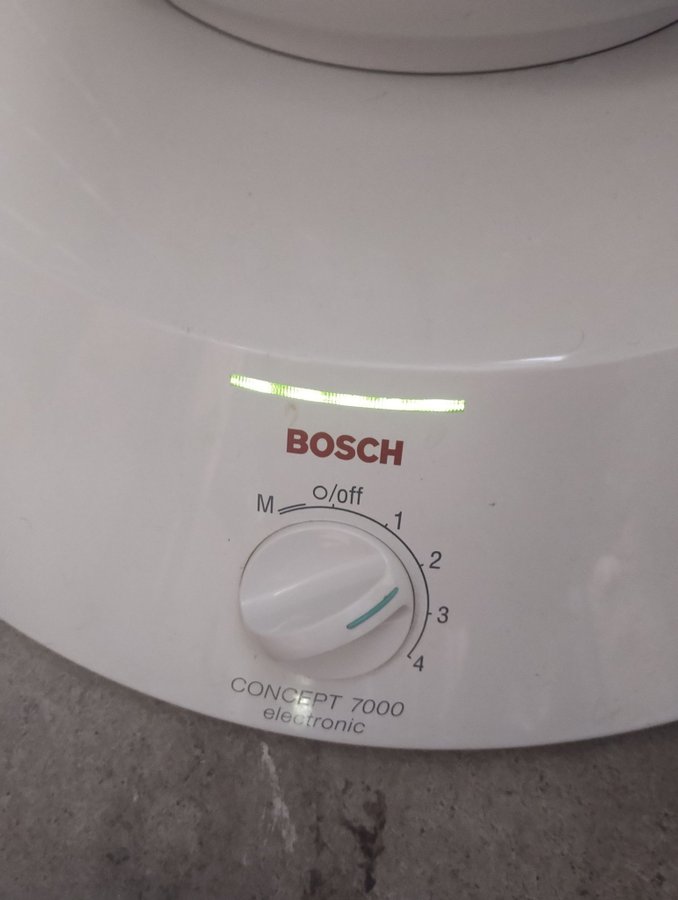 BOSCH
M O/off 1
2
3
4
CONCEPT 7000
electronic